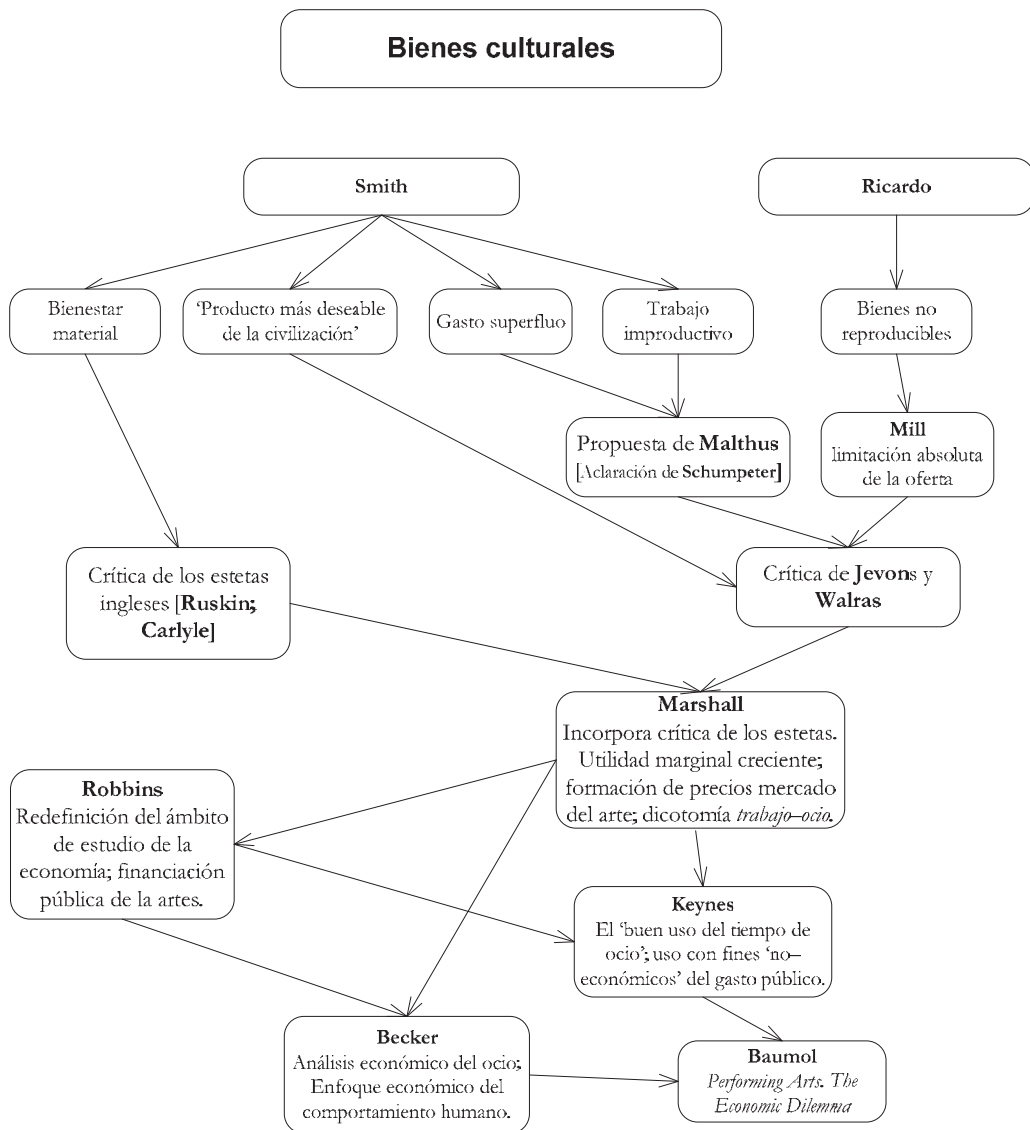 Bienes culturales
Smith
Ricardo
Bienestar
material
‘Producto más deseable
de la civilización’
Gasto superfluo
Trabajo
improductivo
Bienes no
reproducibles
Propuesta de Malthus
[Aclaración de Schumpeter]
Mill
limitación absoluta
de la oferta
Crítica de los estetas
ingleses [Ruskin;
Carlyle]
Crítica de Jevons y
Walras
Marshall
Incorpora crítica de los estetas.
Utilidad marginal creciente;
formación de precios mercado
del arte; dicotomía trabajo–ocio.
Robbins
Redefinición del ámbito
de estudio de la
economía; financiación
pública de la artes.
Keynes
El ‘buen uso del tiempo de
ocio’; uso con fines ‘no–
económicos’ del gasto público.
Becker
Análisis económico del ocio;
Enfoque económico del
comportamiento humano.
Baumol
Performing Arts. The
Economic Dilemma